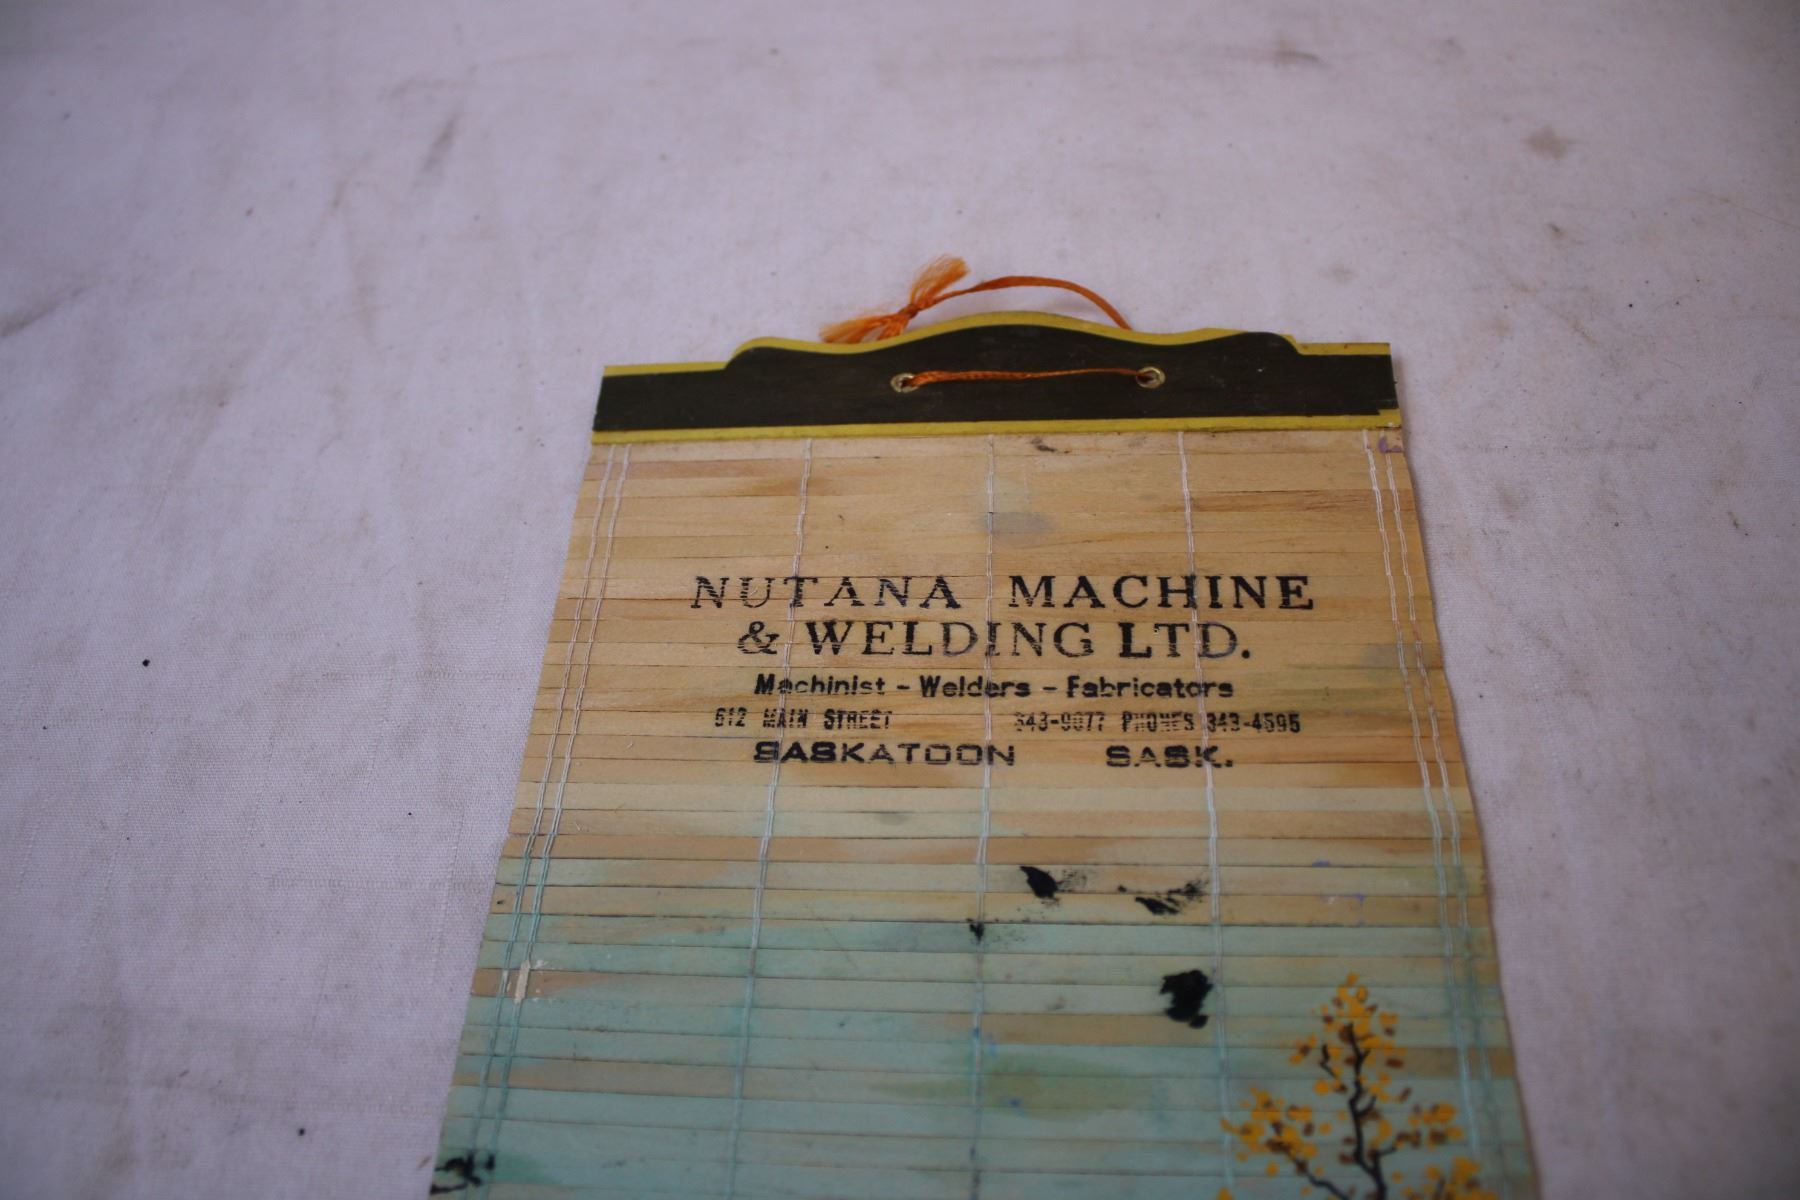 NUTANA MACHINE
& WELDING LTD.
Machinist - Welders - Fabricators
612 MAIN STREET 343-9077 PHONES 343-4595
SASKATOON SASK.